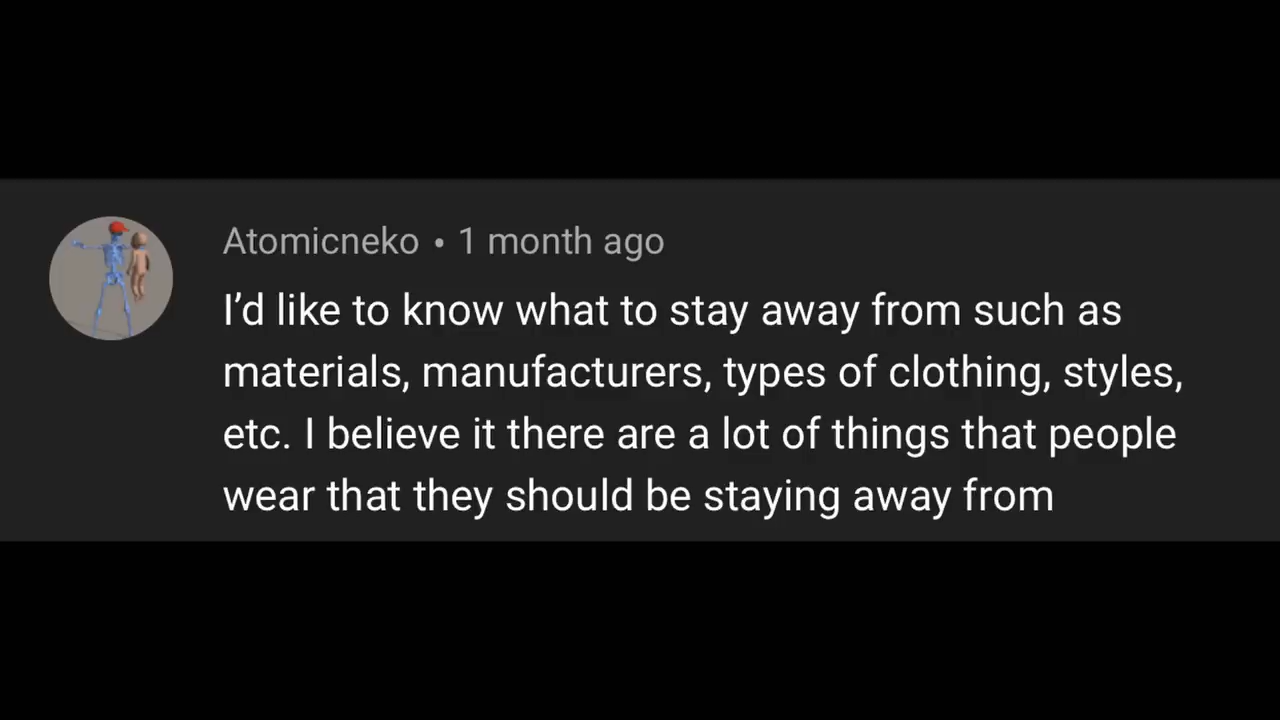 Atomicneko • 1 month ago
I’d like to know what to stay away from such as
materials, manufacturers, types of clothing, styles,
etc. I believe it there are a lot of things that people
wear that they should be staying away from